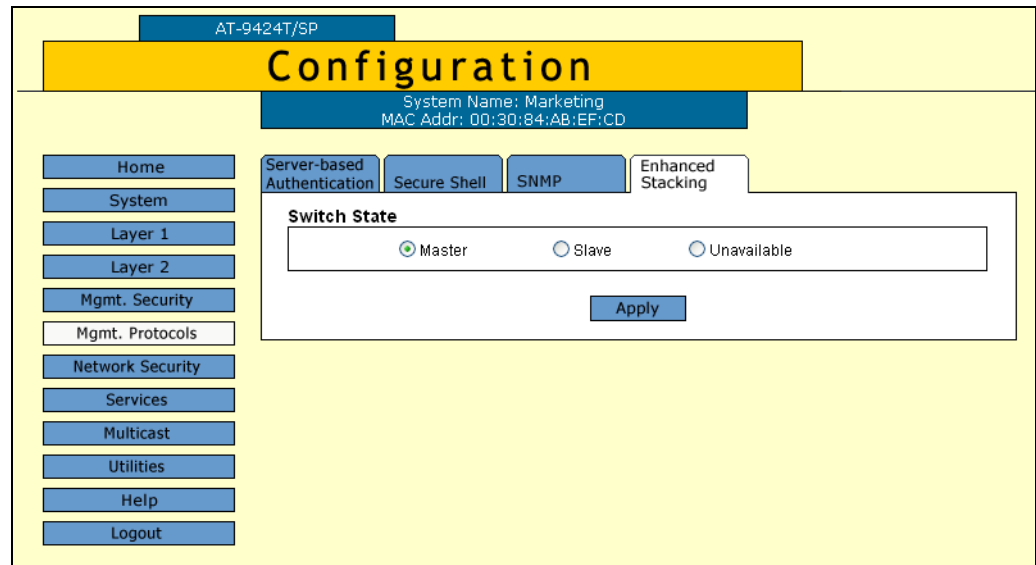 AT-9424T/SP
Configuration
System Name: Marketing
MAC Addr: 00:30:84:AB:EF:CD
Home
System
Layer 1
Layer 2
Mgmt. Security
Mgmt. Protocols
Network Security
Services
Multicast
Utilities
Help
Logout
Server-based
Authentication
Secure Shell
SNMP
Enhanced
Stacking
Switch State
Master
Slave
Unavailable
Apply